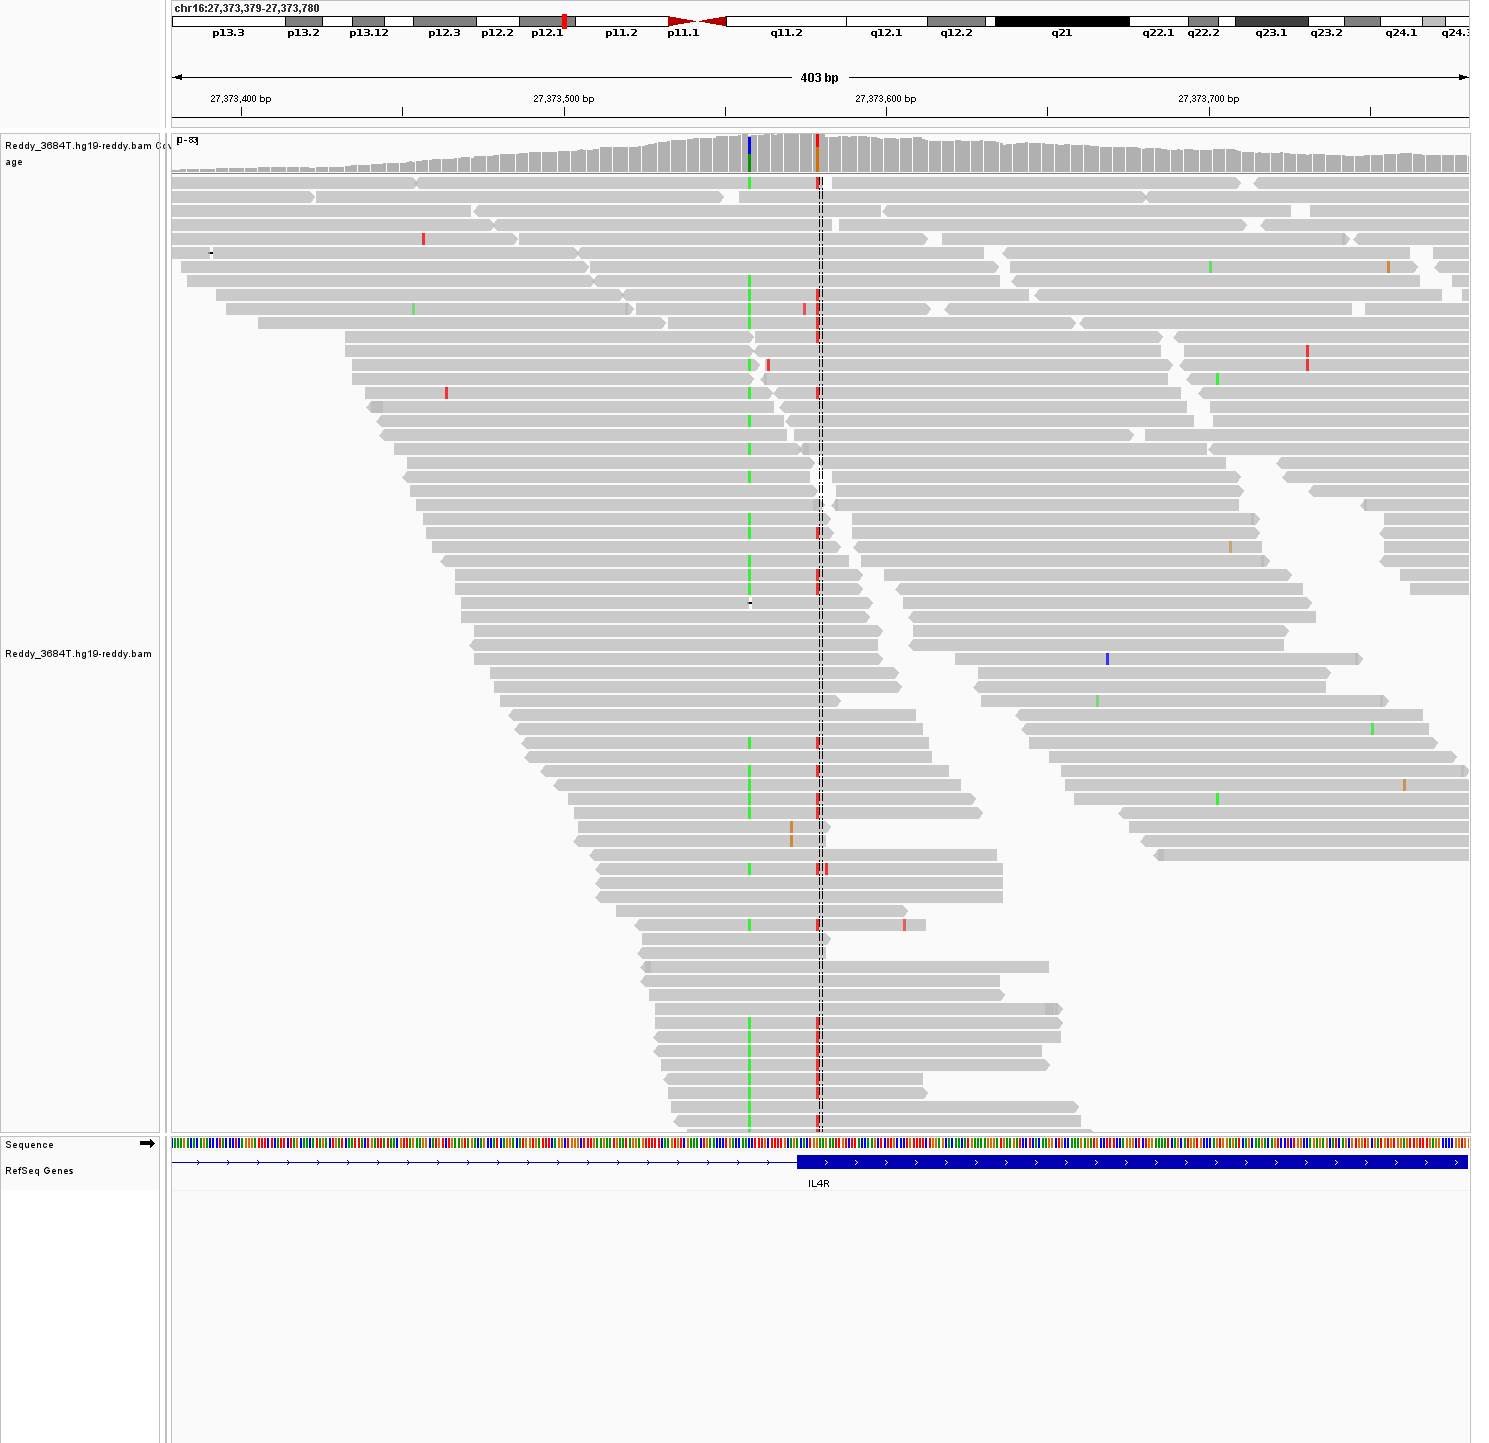 chr16:27,373,379-27,373,780
p13.3 p13.2 p13.12 p12.3 p12.2 p12.1 p11.2 p11.1 q11.2 q12.1 q12.2 q21 q22.1 q22.2 q23.1 q23.2 q24.1 q24.3
403 bp
27,373,400 bp 27,373,500 bp 27,373,600 bp 27,373,700 bp
[0-83]
Reddy_3684T.hg19-reddy.bam Cov
age
Reddy_3684T.hg19-reddy.bam
Sequence
RefSeq Genes
IL4R